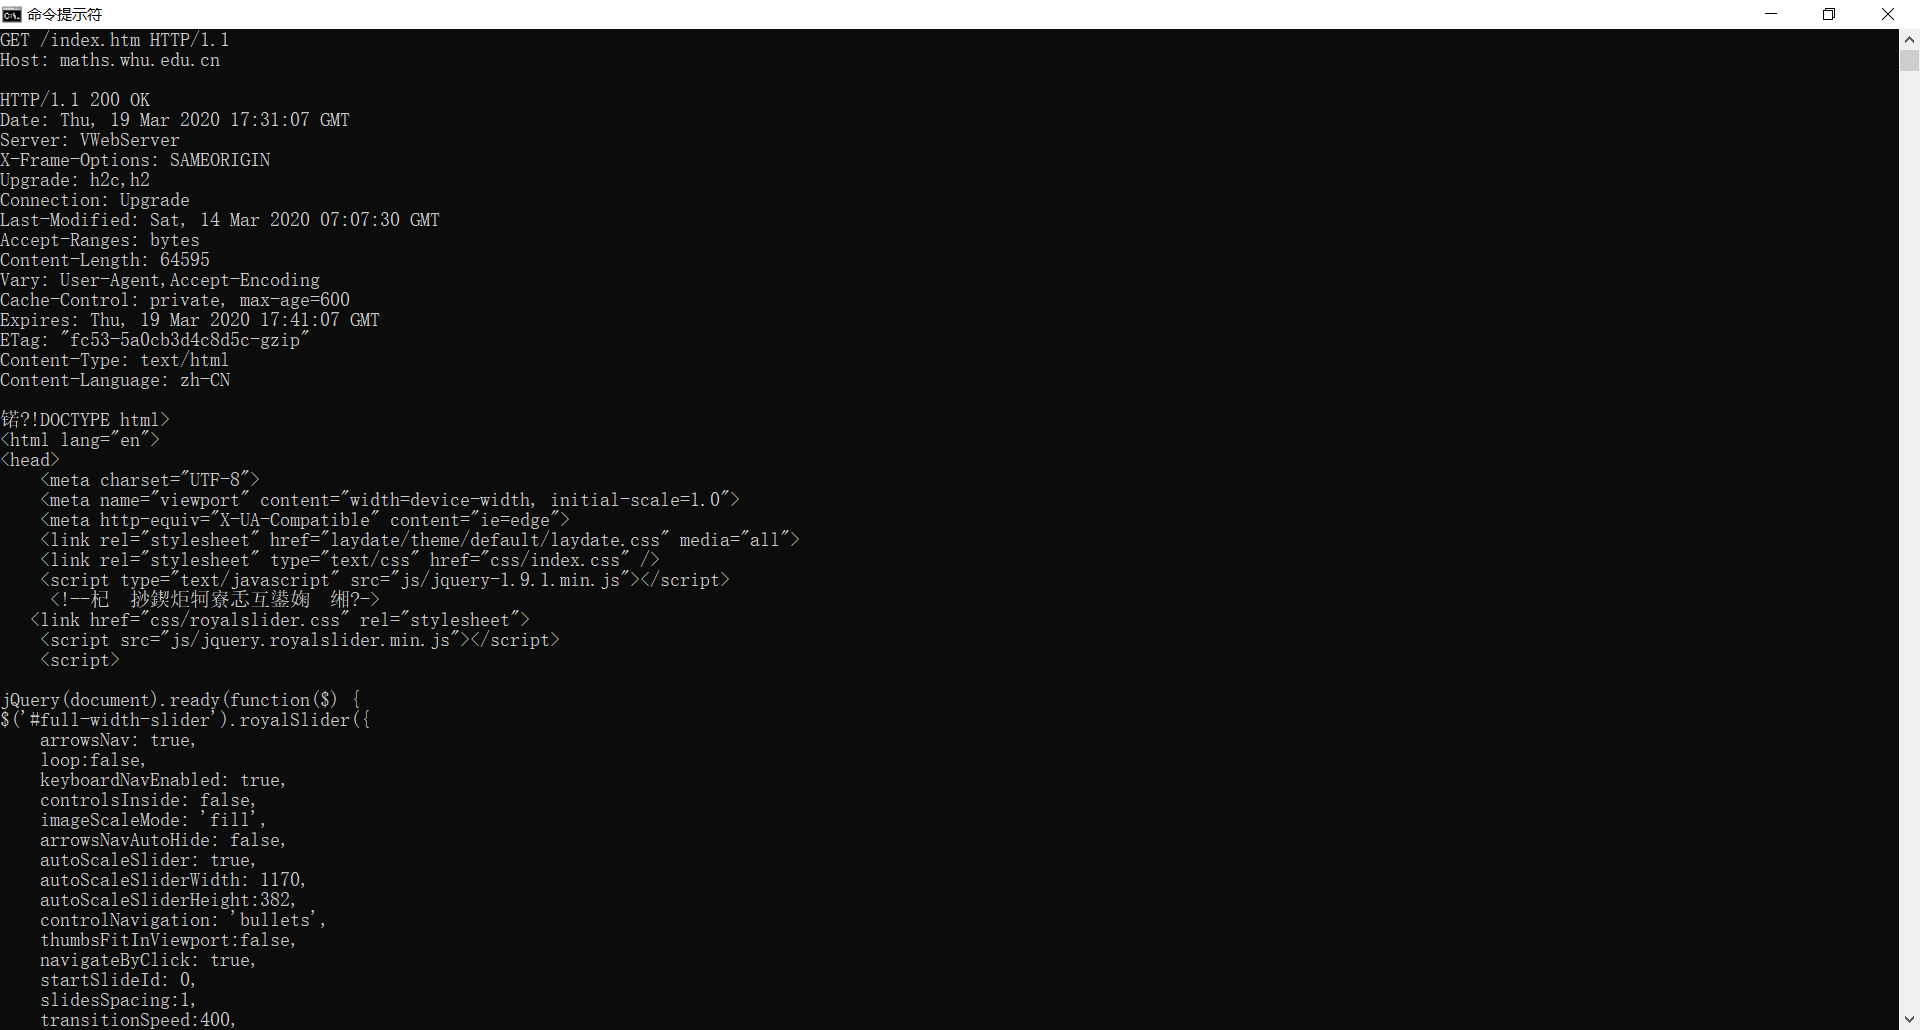 命令提示符
GET /index.htm HTTP/1.1
Host: maths.whu.edu.cn
HTTP/1.1 200 OK
Date: Thu, 19 Mar 2020 17:31:07 GMT
Server: VWebServer
X-Frame-Options: SAMEORIGIN
Upgrade: h2c,h2
Connection: Upgrade
Last-Modified: Sat, 14 Mar 2020 07:07:30 GMT
Accept-Ranges: bytes
Content-Length: 64595
Vary: User-Agent,Accept-Encoding
Cache-Control: private, max-age=600
Expires: Thu, 19 Mar 2020 17:41:07 GMT
ETag: "fc53-5a0cb3d4c8d5c-gzip"
Content-Type: text/html
Content-Language: zh-CN
锘?!DOCTYPE html>
<html lang="en">
<head>
    <meta charset="UTF-8">
    <meta name="viewport" content="width=device-width, initial-scale=1.0">
    <meta http-equiv="X-UA-Compatible" content="ie=edge">
    <link rel="stylesheet" href="laydate/theme/default/laydate.css" media="all">
    <link rel="stylesheet" type="text/css" href="css/index.css" />
    <script type="text/javascript" src="js/jquery-1.9.1.min.js"></script>
     <!--杞  挱鍥炬牱寮忎互鍙婅  缃?->
   <link href="css/royalslider.css" rel="stylesheet">
    <script src="js/jquery.royalslider.min.js"></script>
    <script>
jQuery(document).ready(function($) {
$('#full-width-slider').royalSlider({
    arrowsNav: true,
    loop:false,
    keyboardNavEnabled: true,
    controlsInside: false,
    imageScaleMode: 'fill',
    arrowsNavAutoHide: false,
    autoScaleSlider: true,
    autoScaleSliderWidth: 1170,
    autoScaleSliderHeight:382,
    controlNavigation: 'bullets',
    thumbsFitInViewport:false,
    navigateByClick: true,
    startSlideId: 0,
    slidesSpacing:1,
    transitionSpeed:400,